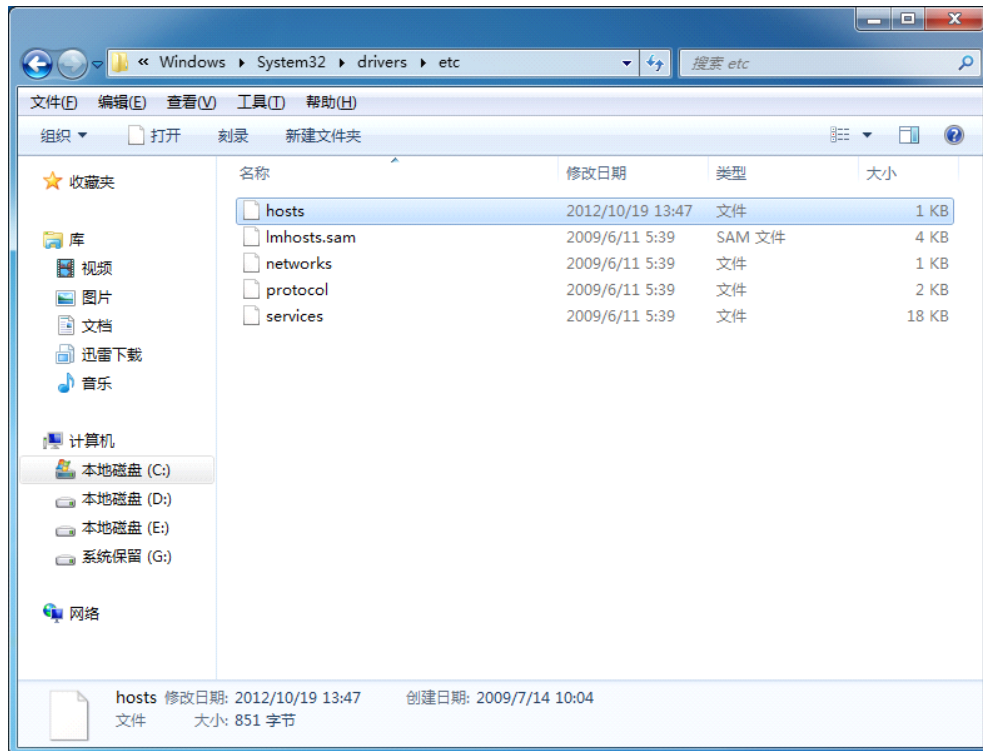 « Windows ▸ System32 ▸ drivers ▸ etc
搜索 etc
文件(F) 编辑(E) 查看(V) 工具(T) 帮助(H)
组织 打开 刻录 新建文件夹
名称 修改日期 类型 大小
hosts 2012/10/19 13:47 文件 1 KB
lmhosts.sam 2009/6/11 5:39 SAM 文件 4 KB
networks 2009/6/11 5:39 文件 1 KB
protocol 2009/6/11 5:39 文件 2 KB
services 2009/6/11 5:39 文件 18 KB
收藏夹
库
视频
图片
文档
迅雷下载
音乐
计算机
本地磁盘 (C:)
本地磁盘 (D:)
本地磁盘 (E:)
系统保留 (G:)
网络
hosts 修改日期: 2012/10/19 13:47 创建日期: 2009/7/14 10:04
文件 大小: 851 字节